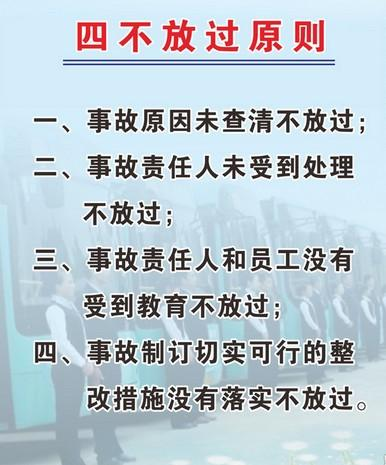 四不放过原则
一、事故原因未查清不放过；
二、事故责任人未受到处理
不放过；
三、事故责任人和员工没有
受到教育不放过；
四、事故制订切实可行的整
改措施没有落实不放过。